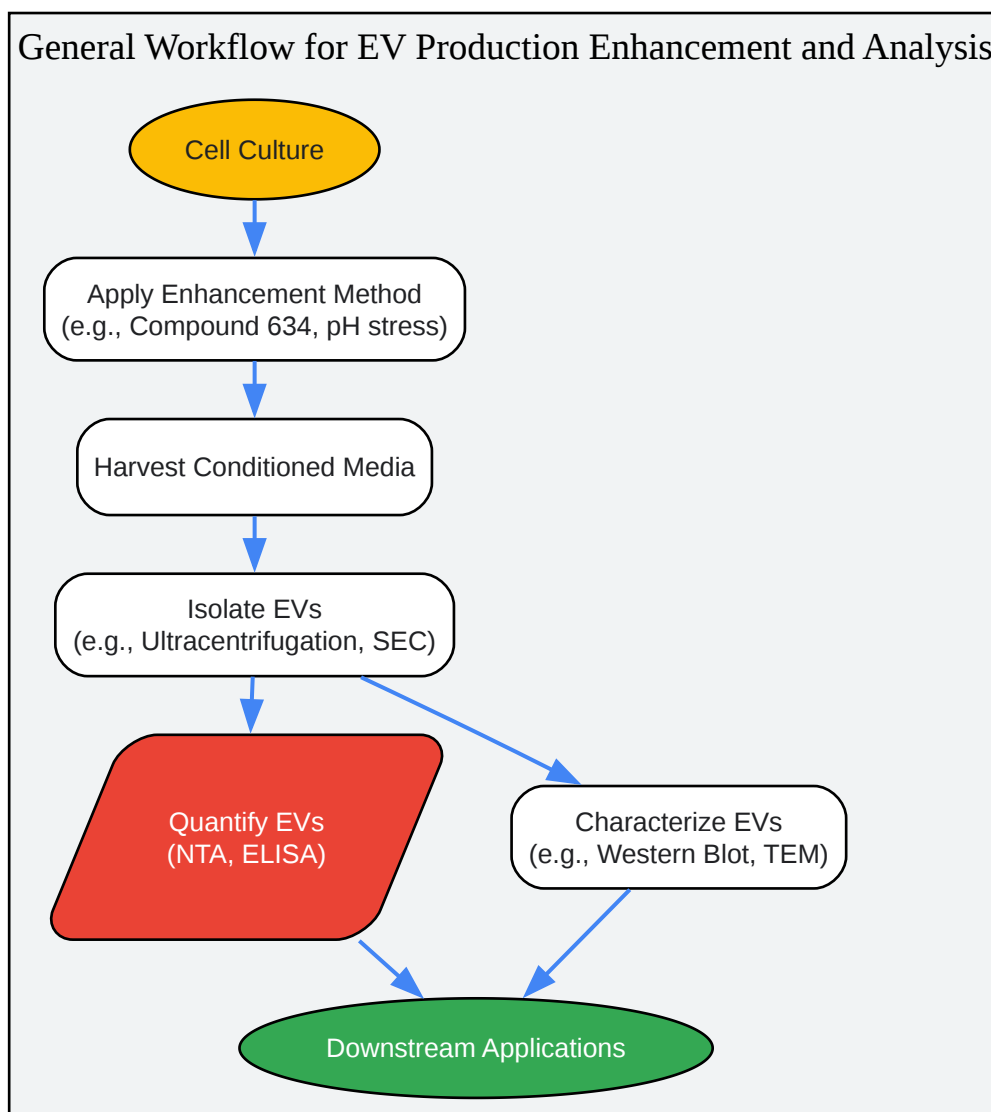 General Workflow for EV Production Enhancement and Analysis
Cell Culture
Apply Enhancement Method
(e.g., Compound 634, pH stress)
Harvest Conditioned Media
Isolate EVs
(e.g., Ultracentrifugation, SEC)
Quantify EVs
(NTA, ELISA)
Characterize EVs
(e.g., Western Blot, TEM)
Downstream Applications